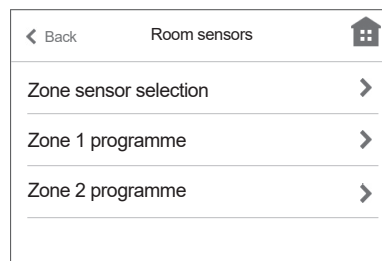 Back Room sensors
Zone sensor selection
Zone 1 programme
Zone 2 programme